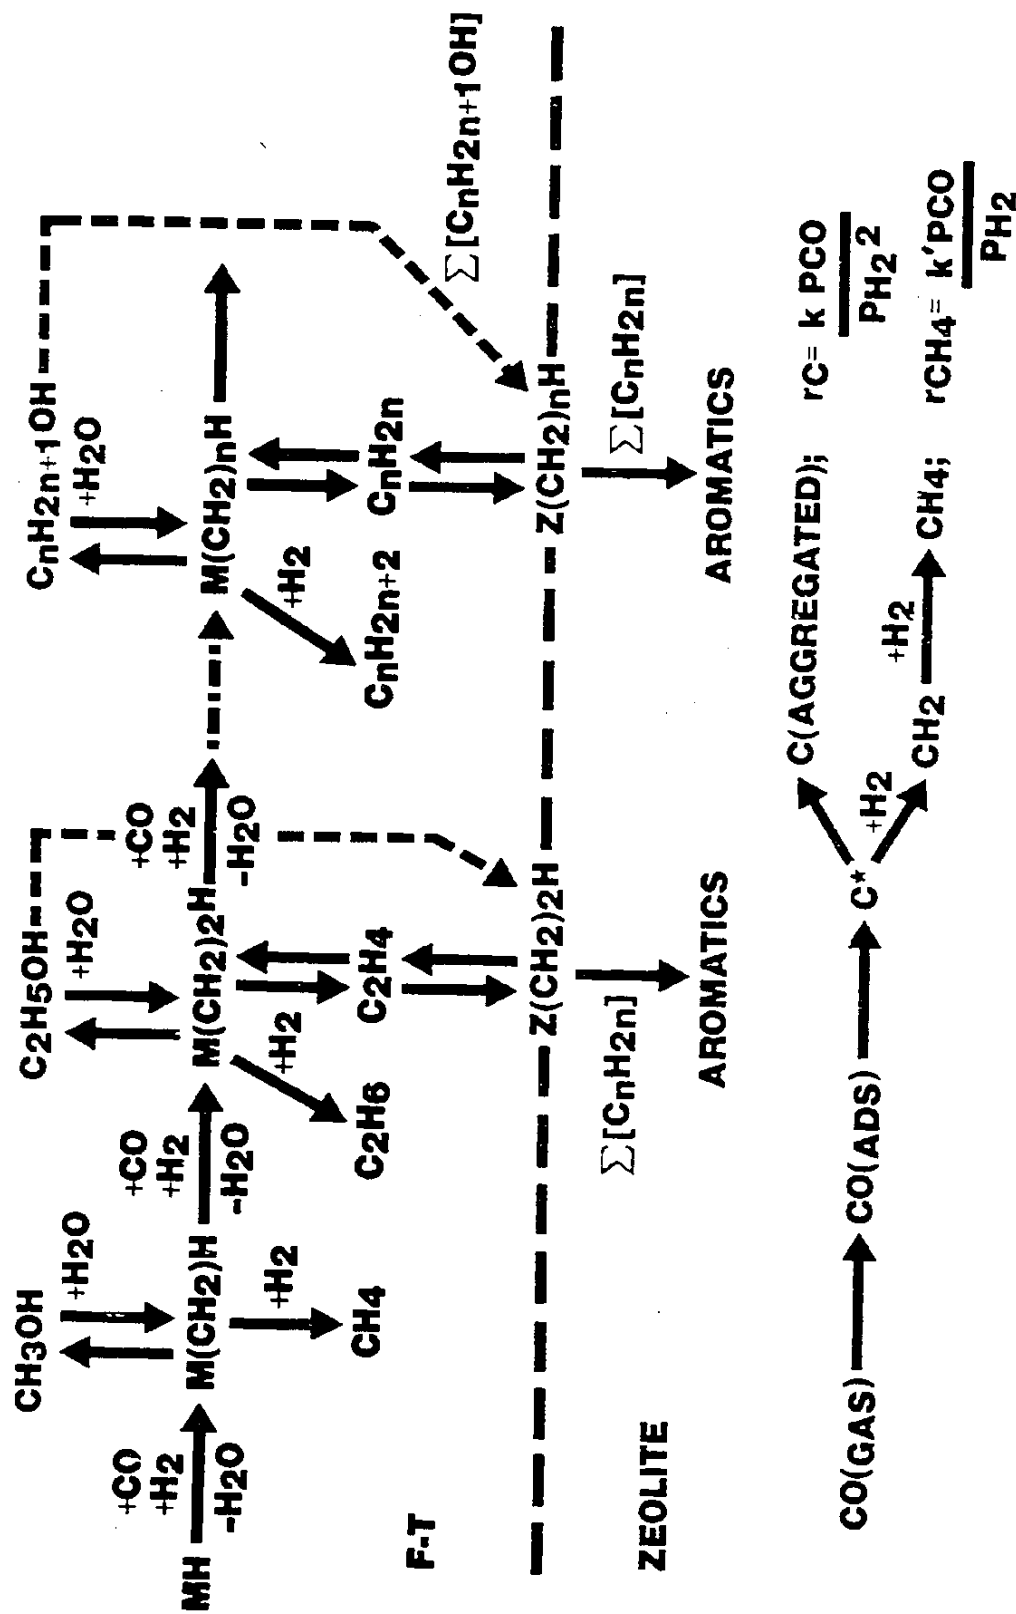 CH3OH
C2H5OH
CnH2n+1OH
+H2O
+H2O
+H2O
+CO
+H2
-H2O
+CO
+H2
-H2O
+CO
+H2
-H2O
MH
M(CH2)H
M(CH2)2H
M(CH2)nH
+H2
+H2
+H2
CH4
C2H6
C2H4
CnH2n+2
CnH2n
F-T
∑[CnH2n+1OH]
Z(CH2)2H
Z(CH2)nH
ZEOLITE
∑[CnH2n]
∑[CnH2n]
AROMATICS
AROMATICS
C(AGGREGATED); rC= k PCO
PH2 2
CO(GAS)
CO(ADS)
C*
+H2
CH2
+H2
CH4; rCH4= k'PCO
PH2